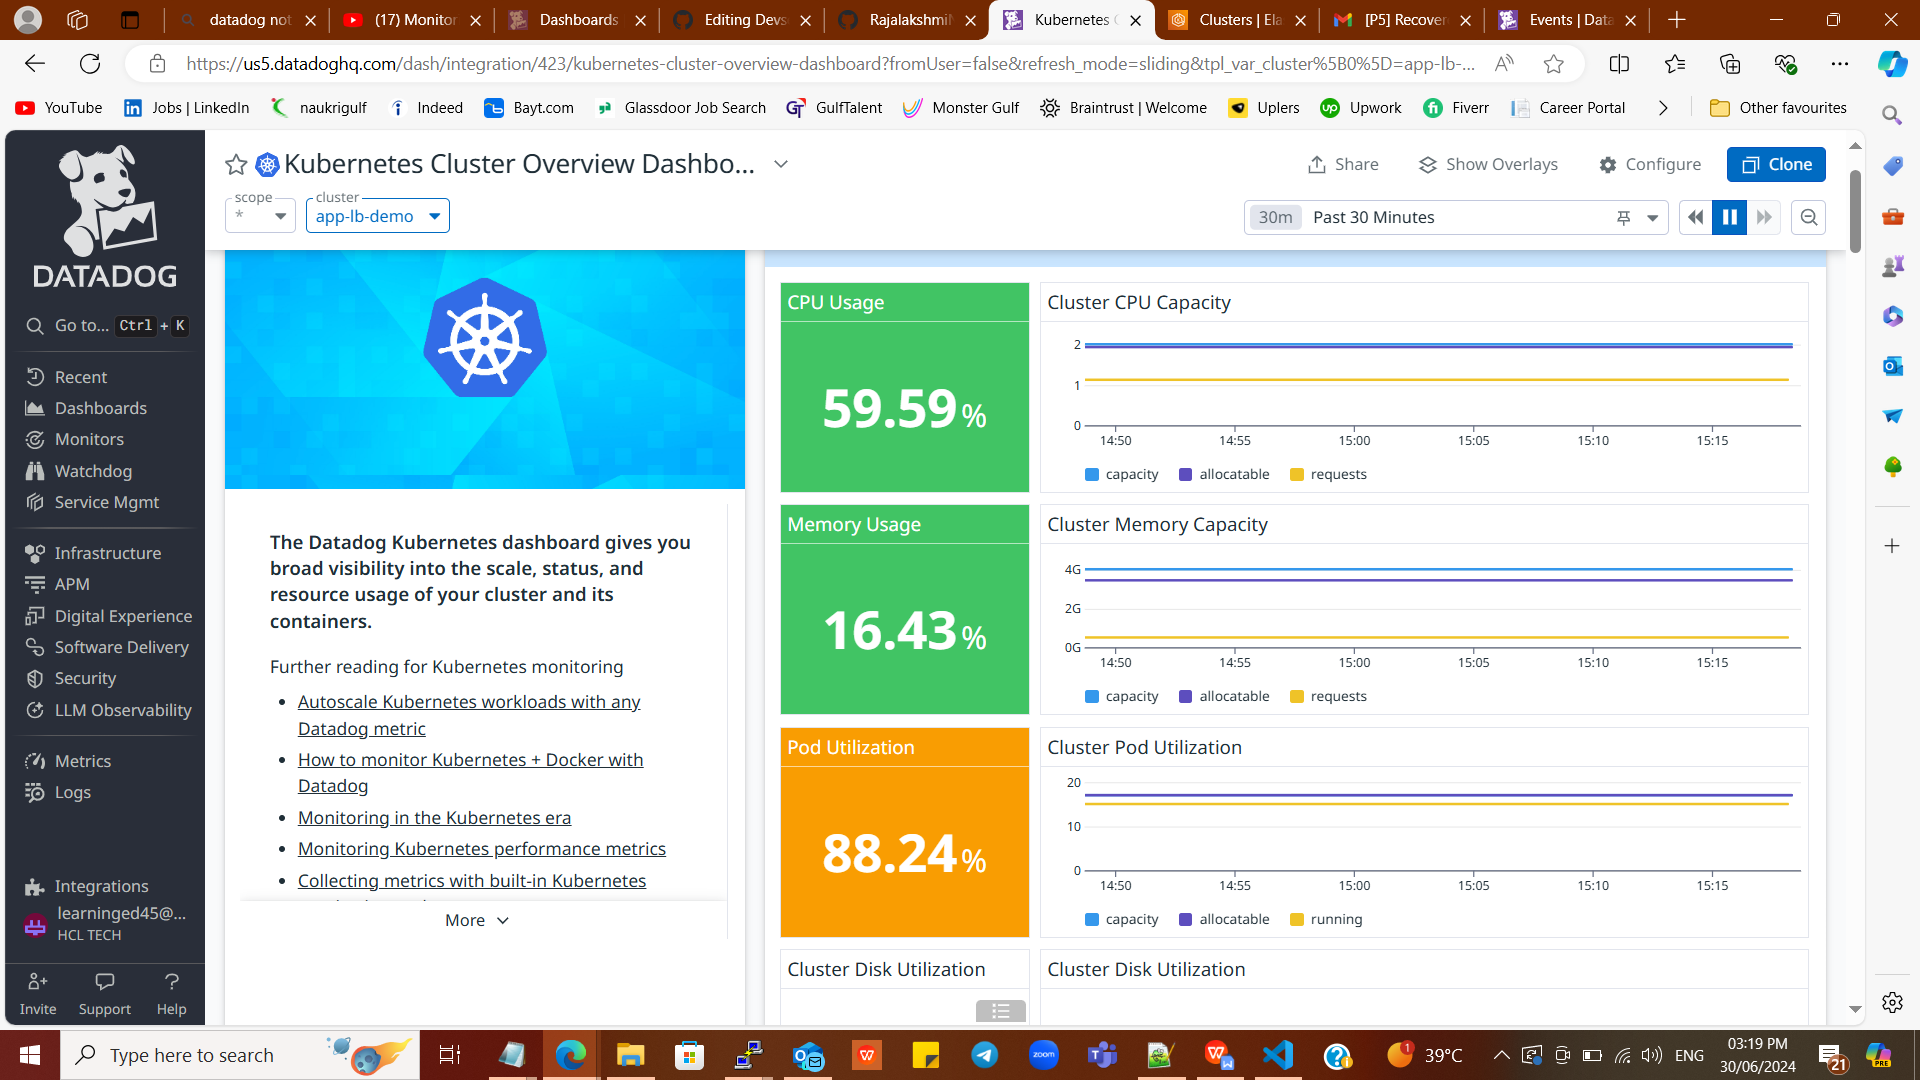 datadog not
(17) Monitor
Dashboards
Editing Devs
Rajalakshmi
Kubernetes
Clusters | Ela
[P5] Recover
Events | Data
https://us5.datadoghq.com/dash/integration/423/kubernetes-cluster-overview-dashboard?fromUser=false&refresh_mode=sliding&tpl_var_cluster%5B0%5D=app-lb-...
YouTube
Jobs | LinkedIn
naukrigulf
Indeed
Bayt.com
Glassdoor Job Search
GulfTalent
Monster Gulf
Braintrust | Welcome
Uplers
Upwork
Fiverr
Career Portal
Other favourites
DATADOG
Go to... Ctrl + K
Recent
Dashboards
Monitors
Watchdog
Service Mgmt
Infrastructure
APM
Digital Experience
Software Delivery
Security
LLM Observability
Metrics
Logs
Integrations
learninged45@...
HCL TECH
Invite
Support
Help
Kubernetes Cluster Overview Dashbo...
Share
Show Overlays
Configure
Clone
scope
*
cluster
app-lb-demo
30m Past 30 Minutes
The Datadog Kubernetes dashboard gives you
broad visibility into the scale, status, and
resource usage of your cluster and its
containers.
Further reading for Kubernetes monitoring
• Autoscale Kubernetes workloads with any
Datadog metric
• How to monitor Kubernetes + Docker with
Datadog
• Monitoring in the Kubernetes era
• Monitoring Kubernetes performance metrics
• Collecting metrics with built-in Kubernetes
More
CPU Usage
59.59%
Cluster CPU Capacity
2
1
0
14:50 14:55 15:00 15:05 15:10 15:15
capacity allocatable requests
Memory Usage
16.43%
Cluster Memory Capacity
4G
2G
0G
14:50 14:55 15:00 15:05 15:10 15:15
capacity allocatable requests
Pod Utilization
88.24%
Cluster Pod Utilization
20
10
0
14:50 14:55 15:00 15:05 15:10 15:15
capacity allocatable running
Cluster Disk Utilization
Cluster Disk Utilization
Type here to search
zoom
39°C
ENG
03:19 PM
30/06/2024
21
PRE